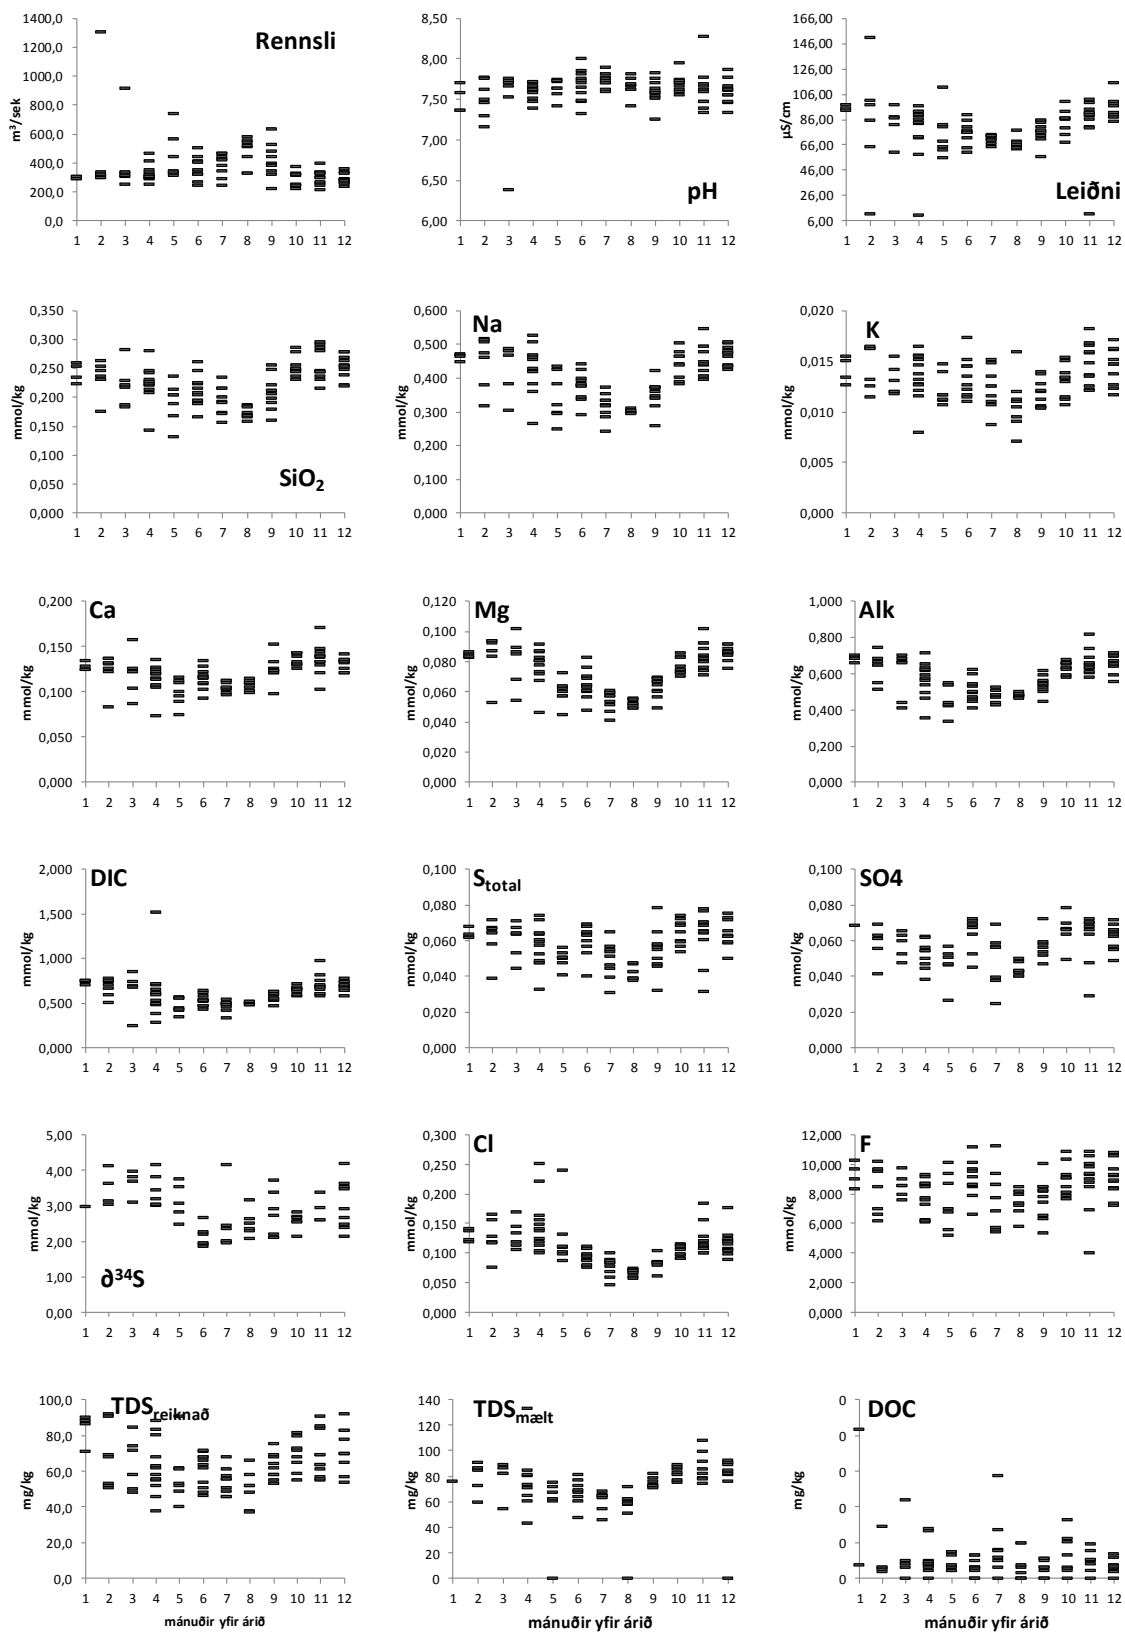 Rennsli
m³/sek
1400,0
1200,0
1000,0
800,0
600,0
400,0
200,0
0,0
1 2 3 4 5 6 7 8 9 10 11 12
pH
8,50
8,00
7,50
7,00
6,50
6,00
1 2 3 4 5 6 7 8 9 10 11 12
Leiðni
µS/cm
166,00
146,00
126,00
106,00
86,00
66,00
46,00
26,00
6,00
1 2 3 4 5 6 7 8 9 10 11 12
SiO₂
mmol/kg
0,350
0,300
0,250
0,200
0,150
0,100
0,050
0,000
1 2 3 4 5 6 7 8 9 10 11 12
Na
mmol/kg
0,600
0,500
0,400
0,300
0,200
0,100
0,000
1 2 3 4 5 6 7 8 9 10 11 12
K
mmol/kg
0,020
0,015
0,010
0,005
0,000
1 2 3 4 5 6 7 8 9 10 11 12
Ca
mmol/kg
0,200
0,150
0,100
0,050
0,000
1 2 3 4 5 6 7 8 9 10 11 12
Mg
mmol/kg
0,120
0,100
0,080
0,060
0,040
0,020
0,000
1 2 3 4 5 6 7 8 9 10 11 12
Alk
mmol/kg
1,000
0,800
0,600
0,400
0,200
0,000
1 2 3 4 5 6 7 8 9 10 11 12
DIC
mmol/kg
2,000
1,500
1,000
0,500
0,000
1 2 3 4 5 6 7 8 9 10 11 12
S_total
mmol/kg
0,100
0,080
0,060
0,040
0,020
0,000
1 2 3 4 5 6 7 8 9 10 11 12
SO4
mmol/kg
0,100
0,080
0,060
0,040
0,020
0,000
1 2 3 4 5 6 7 8 9 10 11 12
∂³⁴S
mmol/kg
5,00
4,00
3,00
2,00
1,00
0,00
1 2 3 4 5 6 7 8 9 10 11 12
Cl
mmol/kg
0,300
0,250
0,200
0,150
0,100
0,050
0,000
1 2 3 4 5 6 7 8 9 10 11 12
F
mmol/kg
12,000
10,000
8,000
6,000
4,000
2,000
0,000
1 2 3 4 5 6 7 8 9 10 11 12
TDS_reiknað
mg/kg
100,0
80,0
60,0
40,0
20,0
0,0
1 2 3 4 5 6 7 8 9 10 11 12
mánuðir yfir árið
TDS_mælt
mg/kg
140
120
100
80
60
40
20
0
1 2 3 4 5 6 7 8 9 10 11 12
mánuðir yfir árið
DOC
mg/kg
0
0
0
0
0
0
1 2 3 4 5 6 7 8 9 10 11 12
mánuðir yfir árið